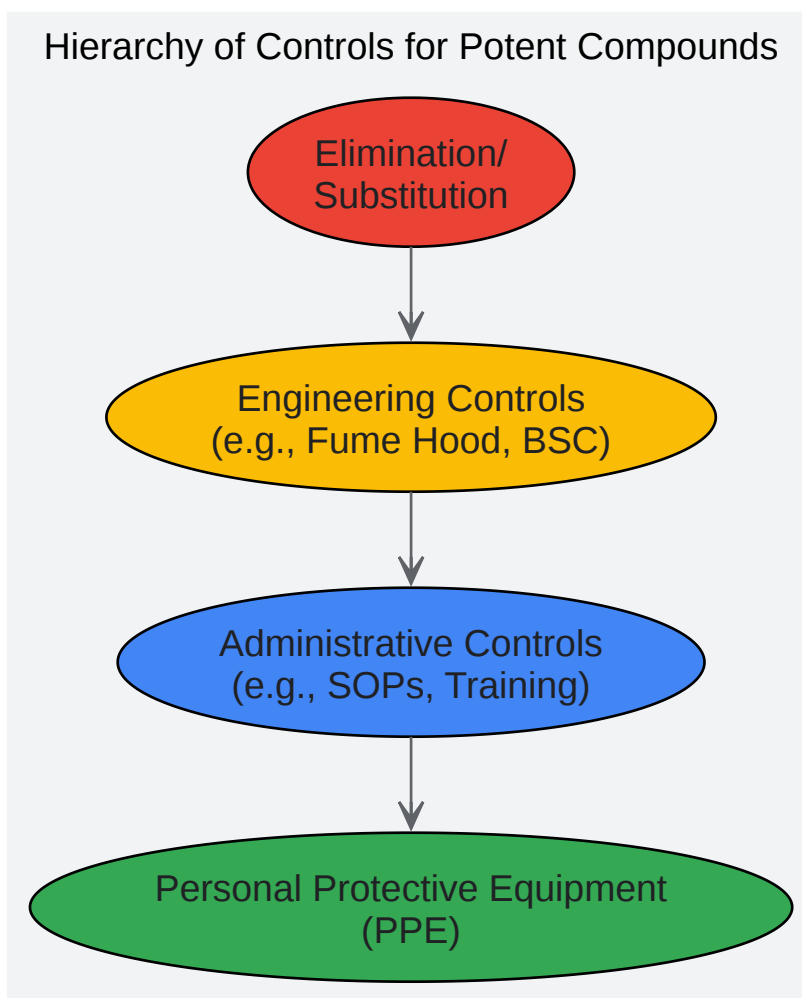 Hierarchy of Controls for Potent Compounds
Elimination/
Substitution
Engineering Controls
(e.g., Fume Hood, BSC)
Administrative Controls
(e.g., SOPs, Training)
Personal Protective Equipment
(PPE)